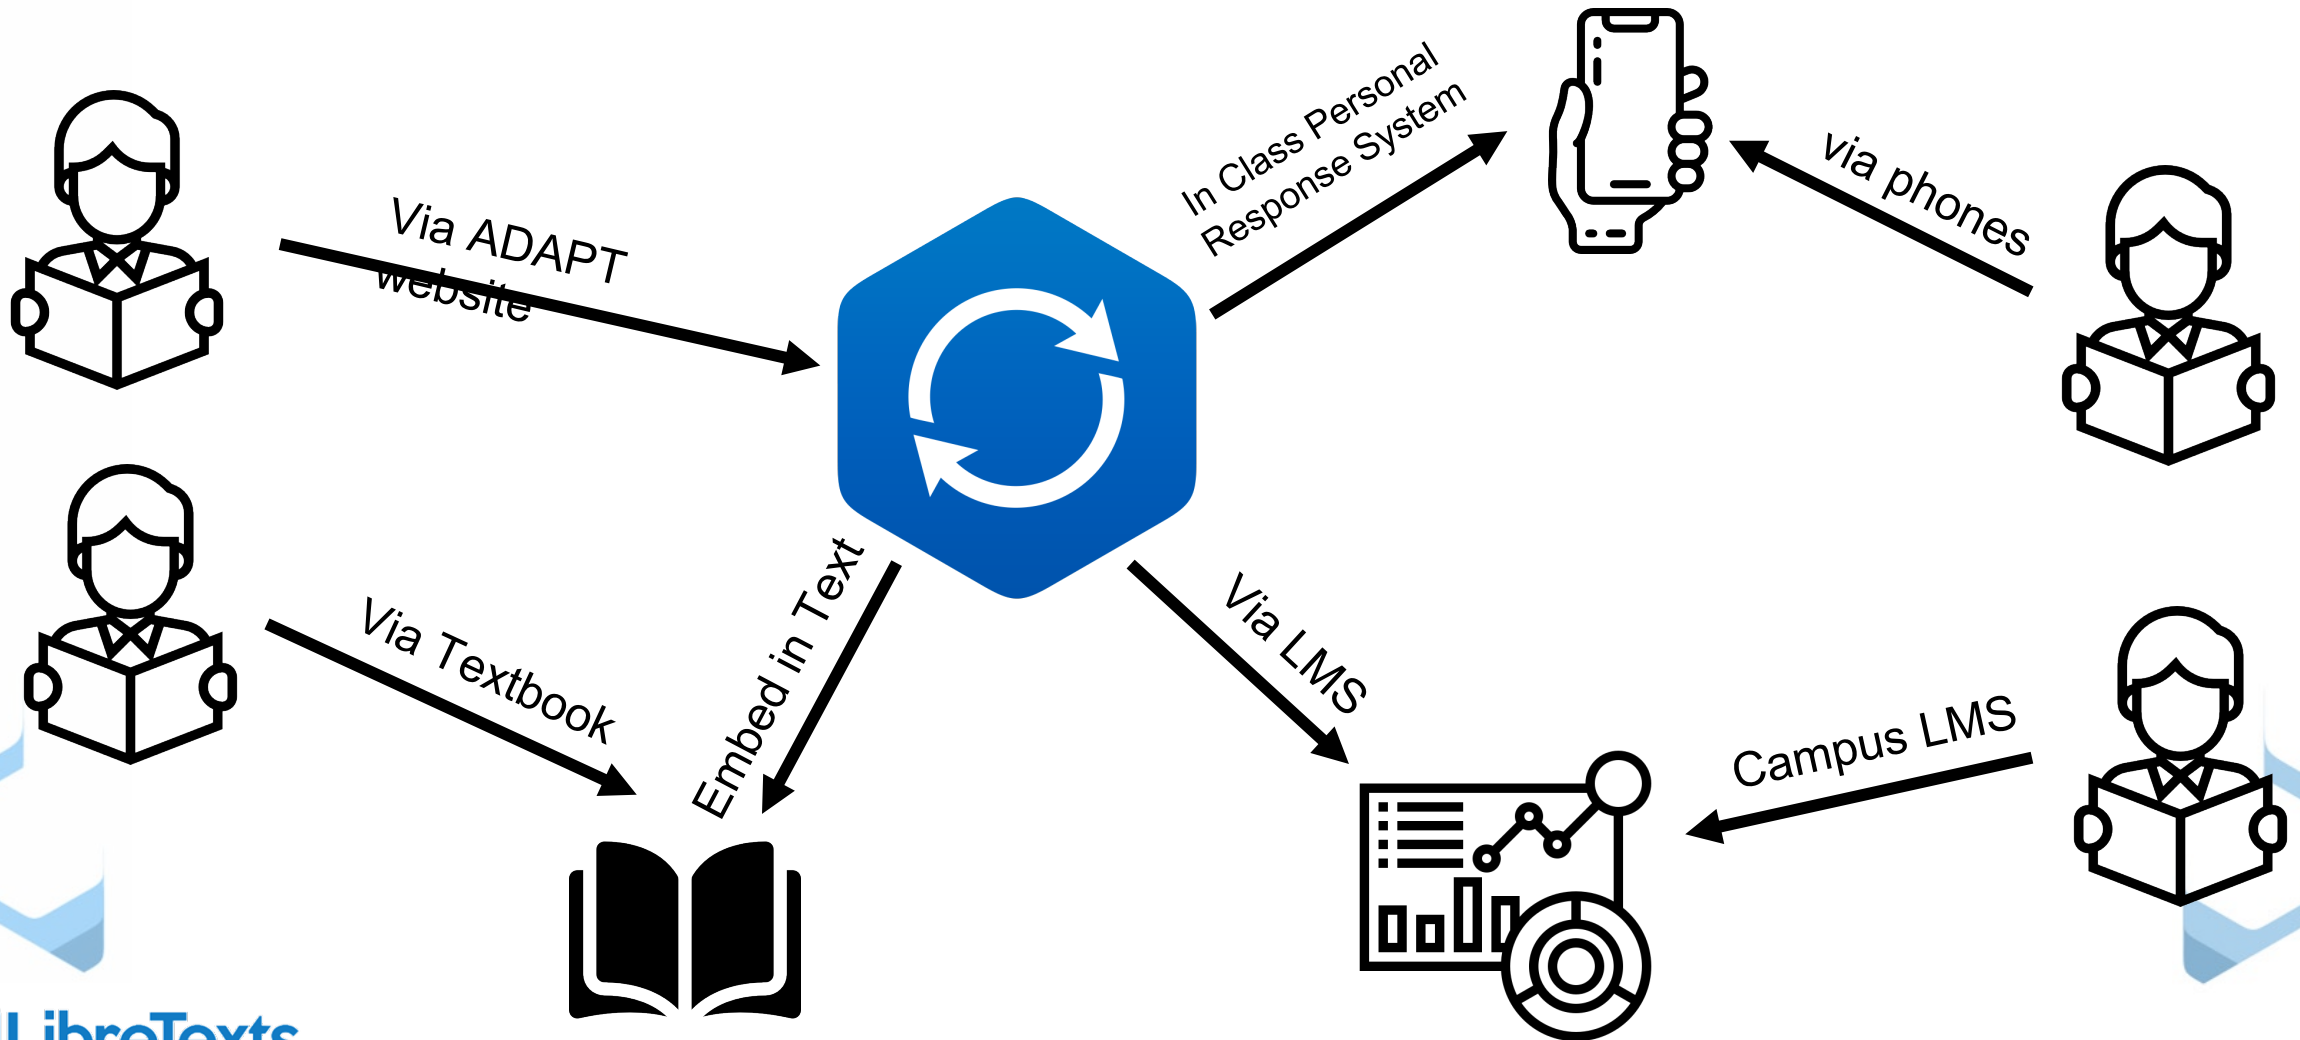 In Class Personal
Response System
via phones
Via ADAPT
website
Embed in Text
Via LMS
Via Textbook
Campus LMS
LibreTexts